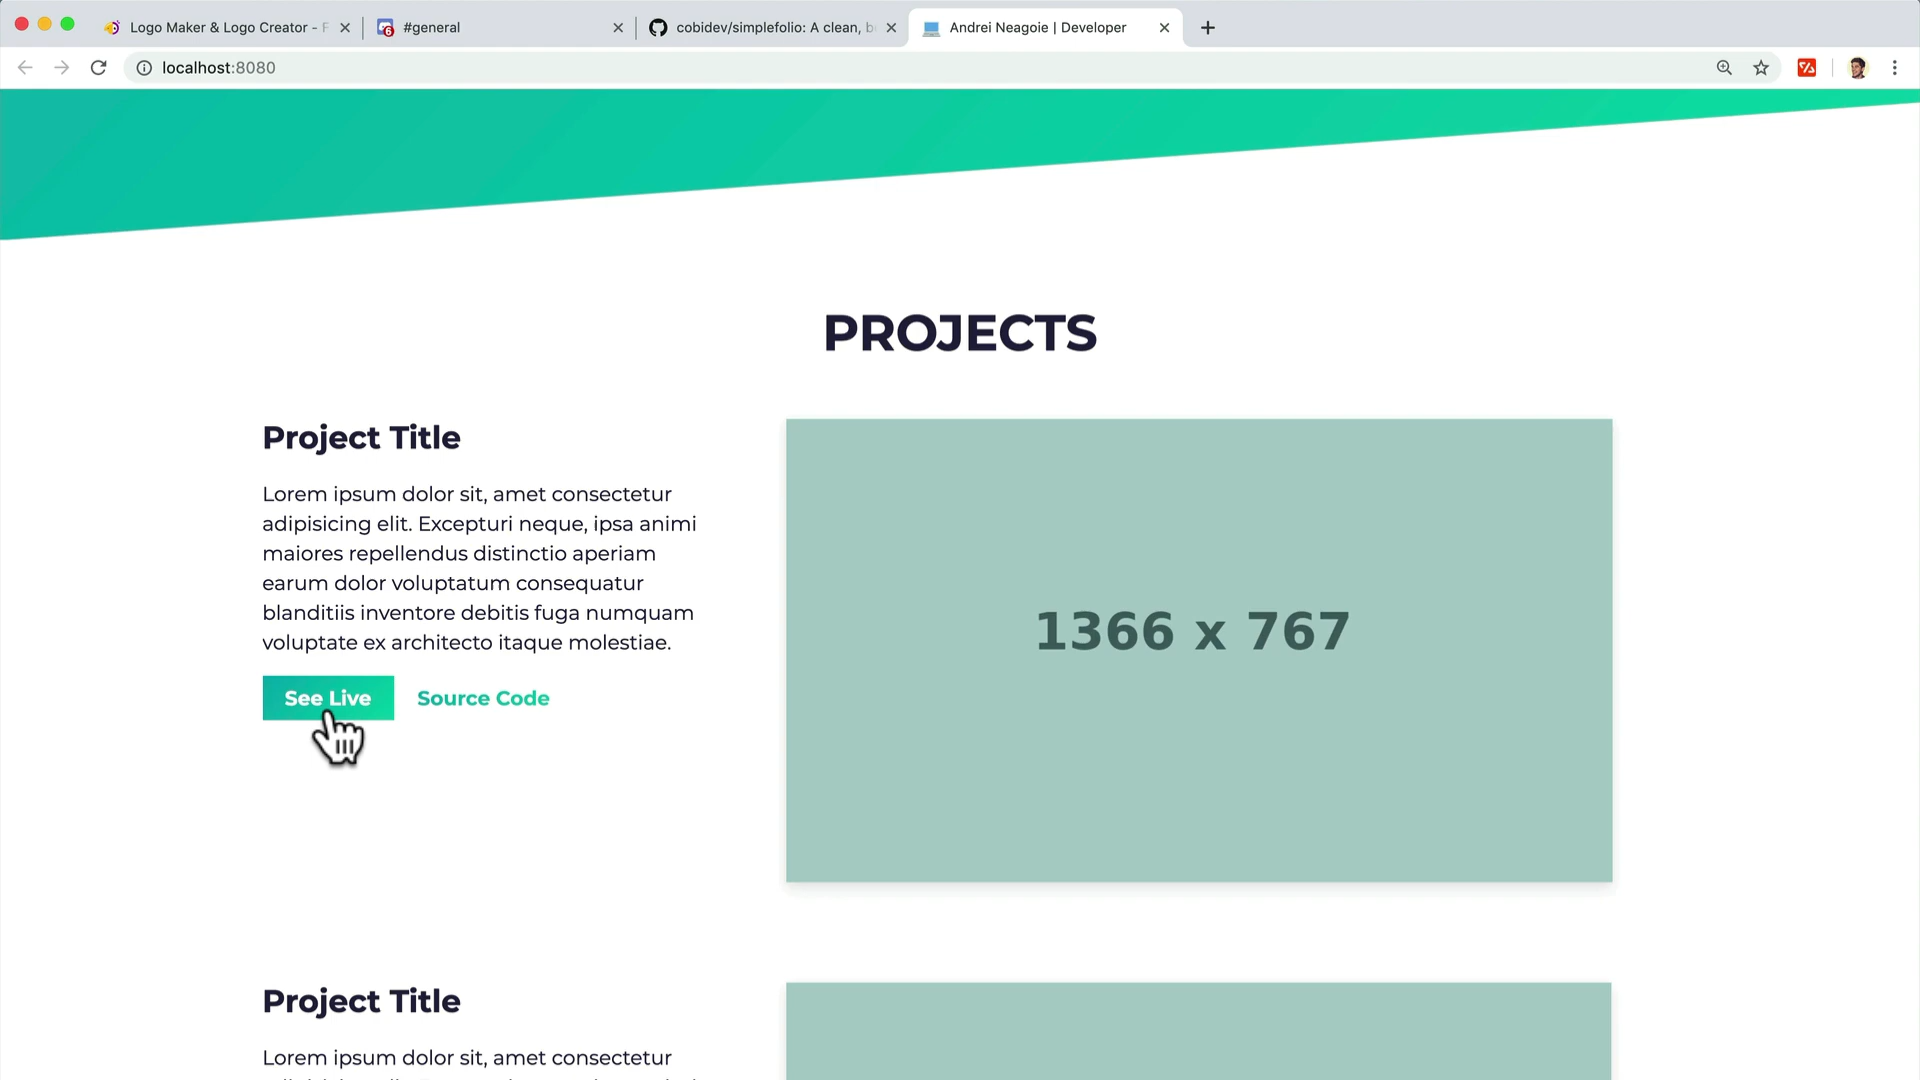 Logo Maker & Logo Creator - F
6
#general
cobidev/simplefolio: A clean, b
Andrei Neagoie | Developer
localhost:8080
PROJECTS
Project Title
Lorem ipsum dolor sit, amet consectetur
adipisicing elit. Excepturi neque, ipsa animi
maiores repellendus distinctio aperiam
earum dolor voluptatum consequatur
blanditiis inventore debitis fuga numquam
voluptate ex architecto itaque molestiae.
See Live
Source Code
1366 x 767
Project Title
Lorem ipsum dolor sit, amet consectetur